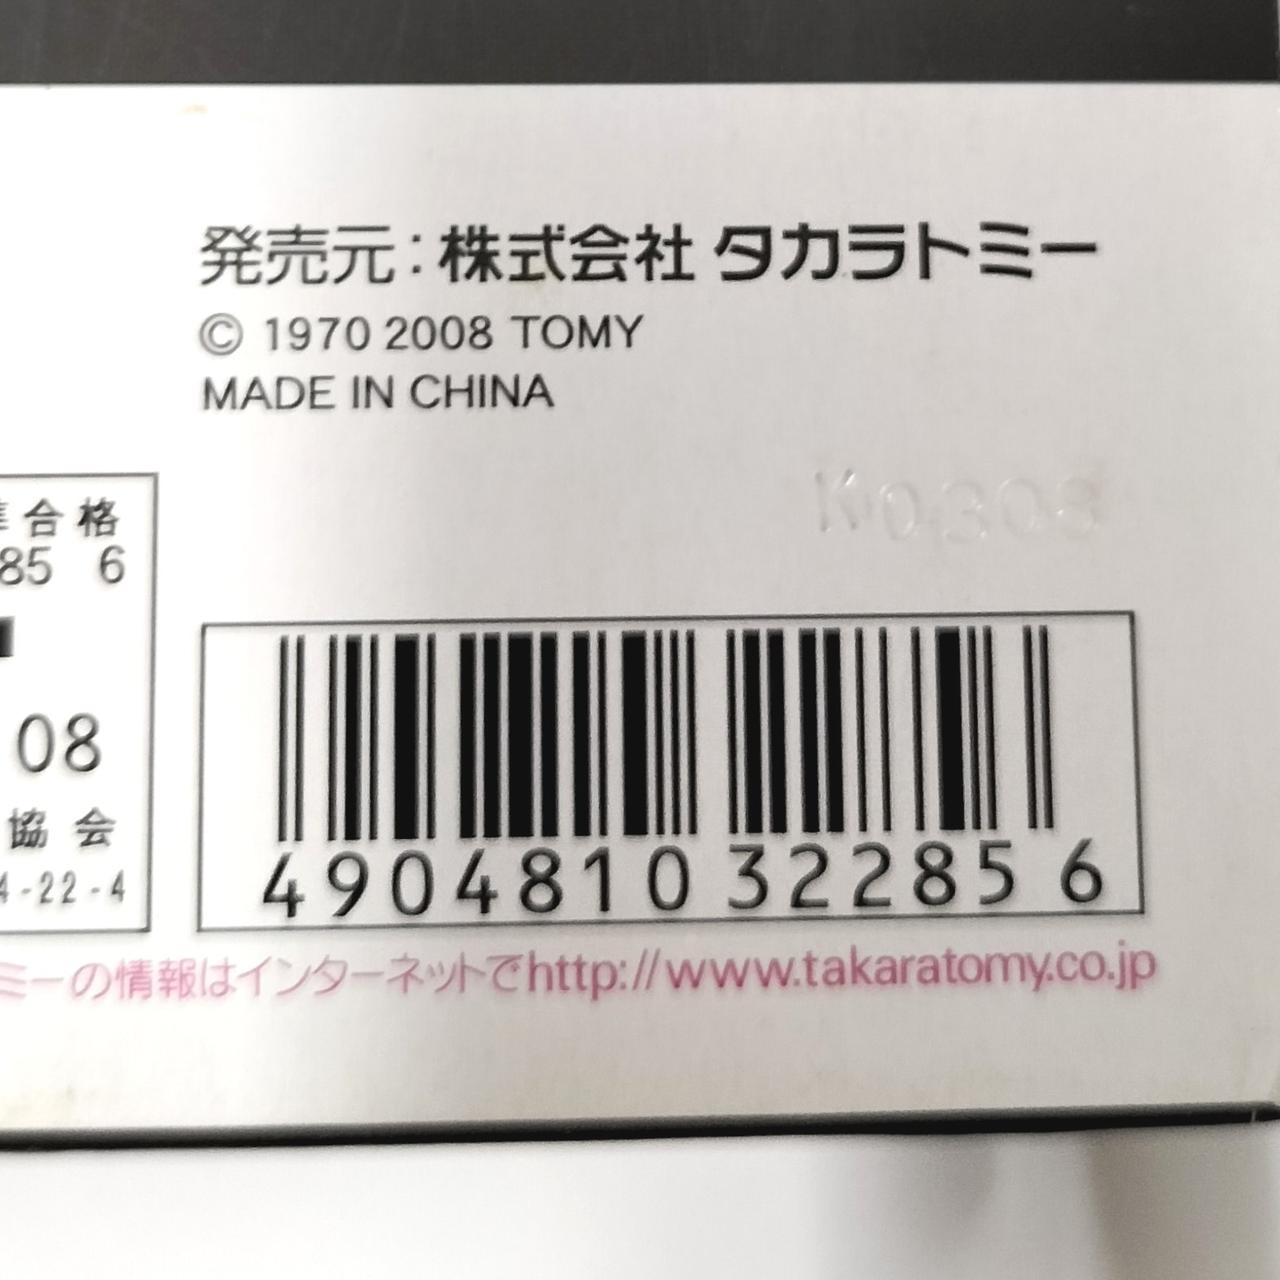 発売元:株式会社 タカラトミー
© 1970 2008 TOMY
MADE IN CHINA
K0308
合格
85 6
08
協会
4-22-4
4904810 322856
ミーの情報はインターネットでhttp://www.takaratomy.co.jp